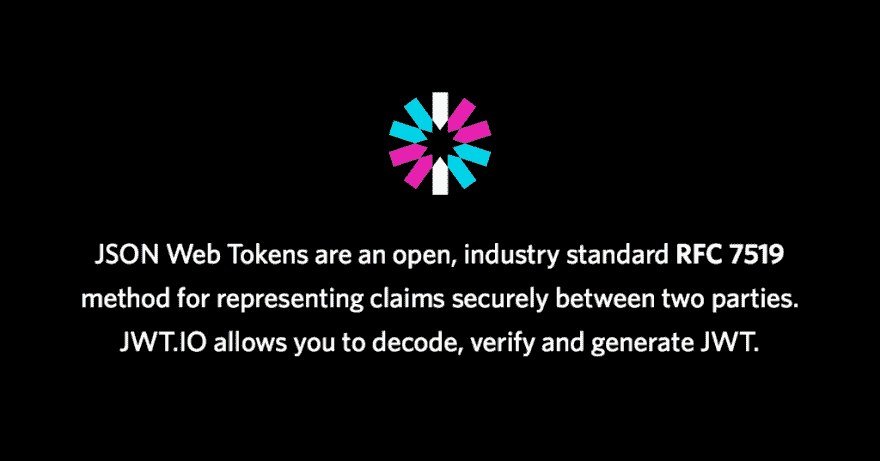 JSON Web Tokens are an open, industry standard RFC 7519
method for representing claims securely between two parties.
JWT.IO allows you to decode, verify and generate JWT.